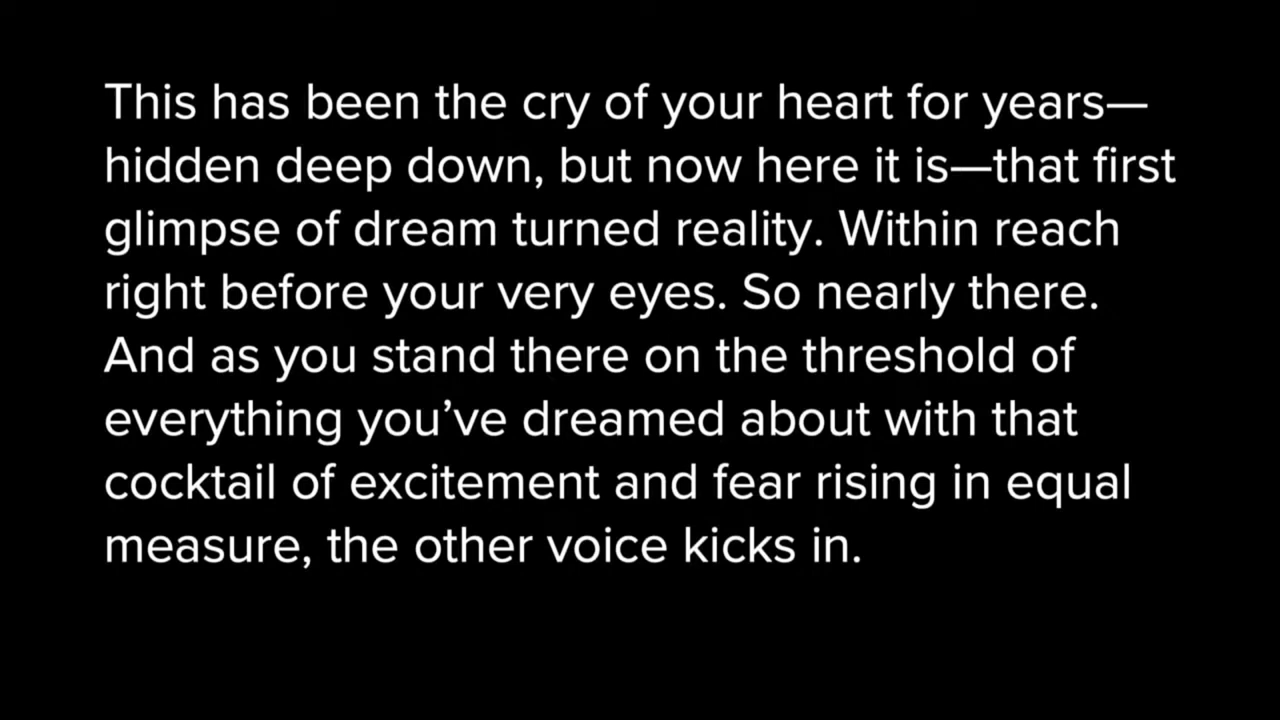 This has been the cry of your heart for years—
hidden deep down, but now here it is—that first
glimpse of dream turned reality. Within reach
right before your very eyes. So nearly there.
And as you stand there on the threshold of
everything you’ve dreamed about with that
cocktail of excitement and fear rising in equal
measure, the other voice kicks in.